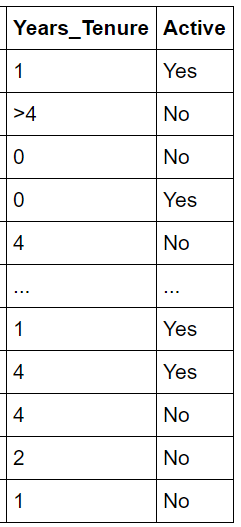 Years_Tenure Active
1 Yes
>4 No
0 No
0 Yes
4 No
... ...
1 Yes
4 Yes
4 No
2 No
1 No